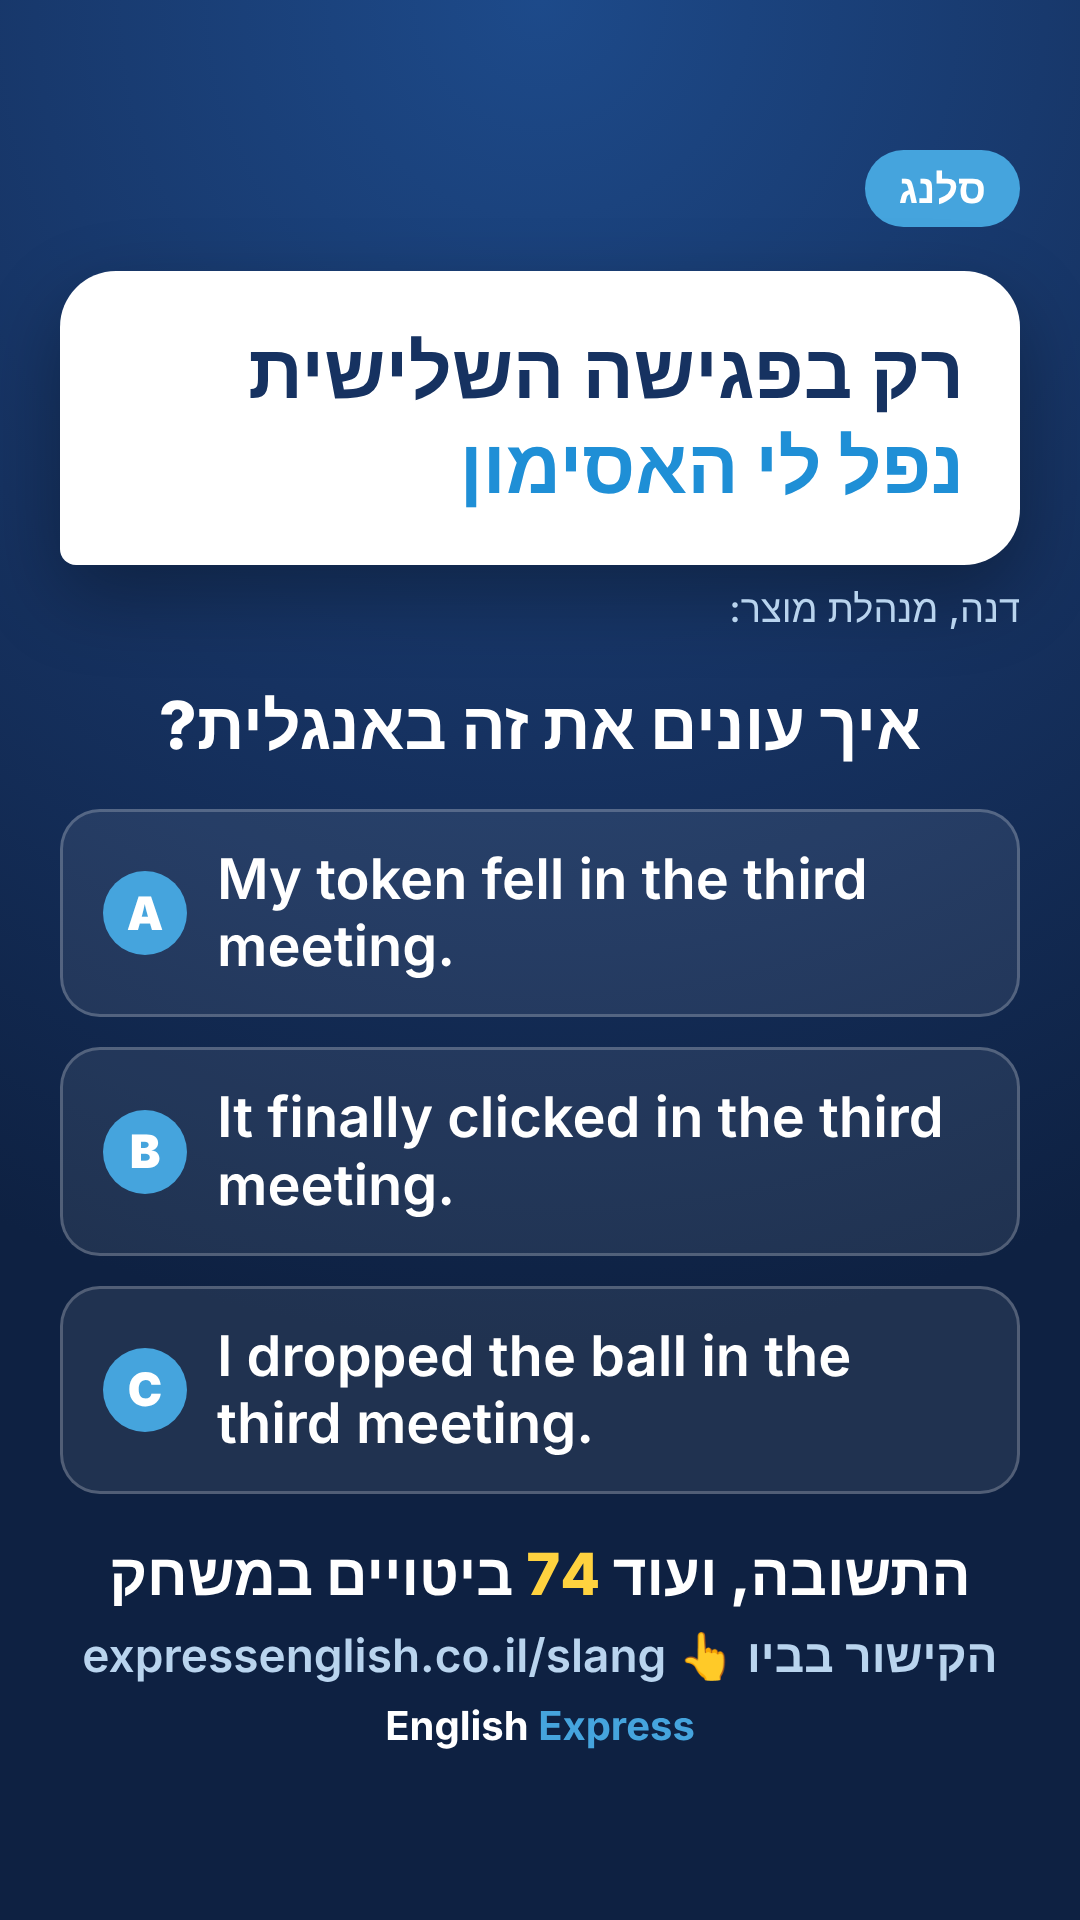 סלנג
רק בפגישה השלישית
נפל לי האסימון
דנה, מנהלת מוצר:
איך עונים את זה באנגלית?
A My token fell in the third
meeting.
B It finally clicked in the third
meeting.
C I dropped the ball in the
third meeting.
התשובה, ועוד 74 ביטויים במשחק
הקישור בביו 👆 expressenglish.co.il/slang
English Express